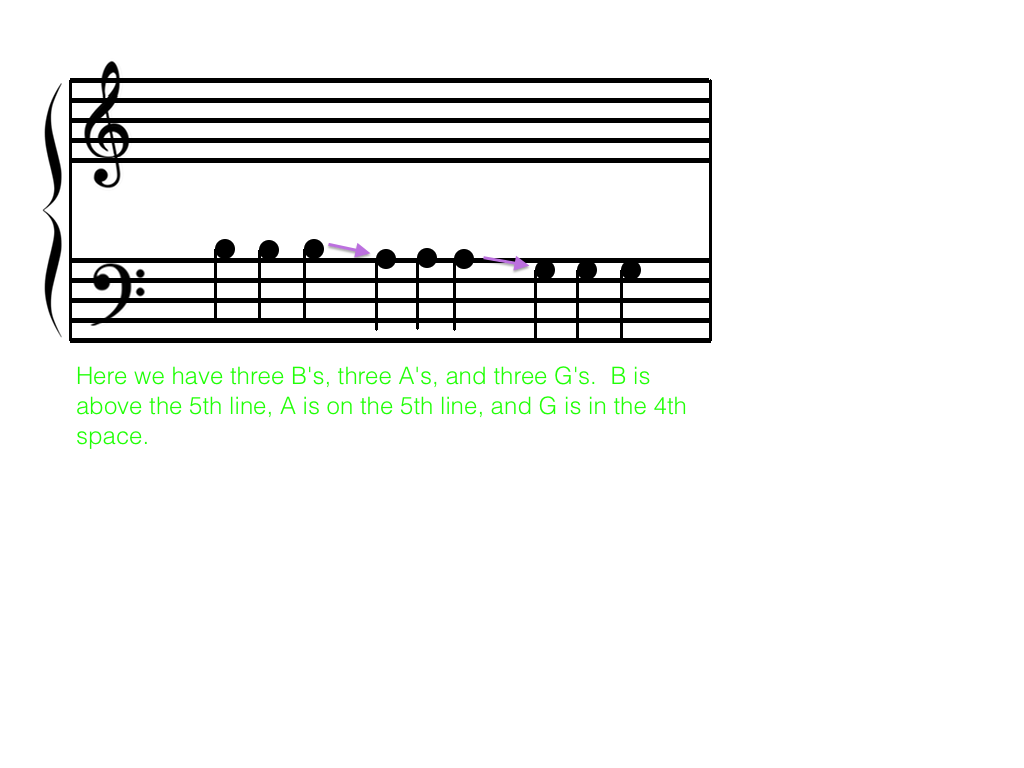 Here we have three B's, three A's, and three G's.  B is
above the 5th line, A is on the 5th line, and G is in the 4th
space.